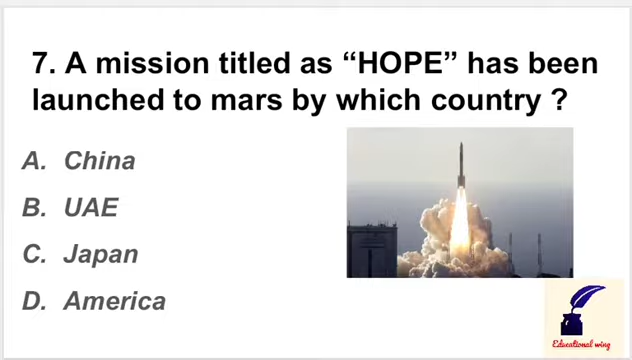 7. A mission titled as “HOPE” has been
launched to mars by which country ?
A. China
B. UAE
C. Japan
D. America
Educational wing